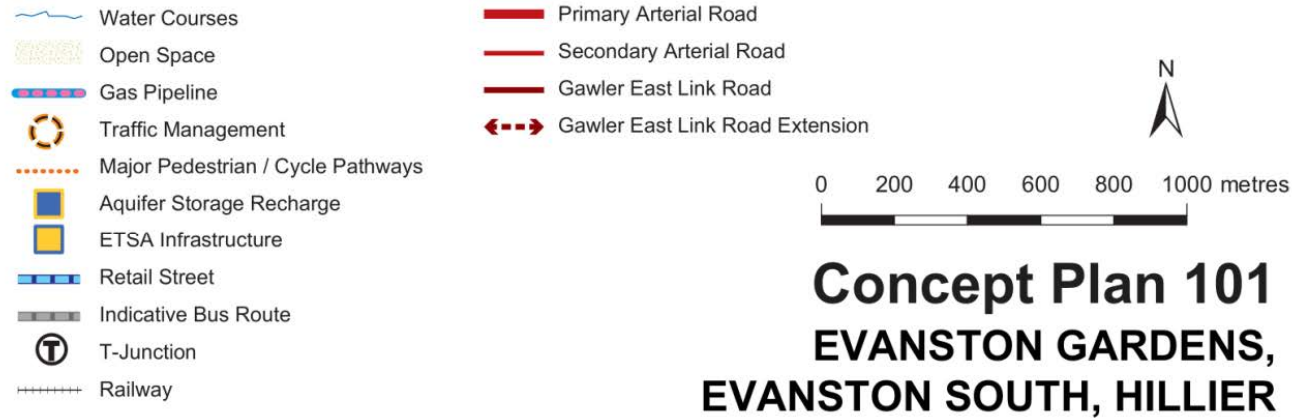 Water Courses
Open Space
Gas Pipeline
Traffic Management
Major Pedestrian / Cycle Pathways
Aquifer Storage Recharge
ETSA Infrastructure
Retail Street
Indicative Bus Route
T
T-Junction
Railway
Primary Arterial Road
Secondary Arterial Road
Gawler East Link Road
Gawler East Link Road Extension
N
0 200 400 600 800 1000 metres
Concept Plan 101
EVANSTON GARDENS,
EVANSTON SOUTH, HILLIER